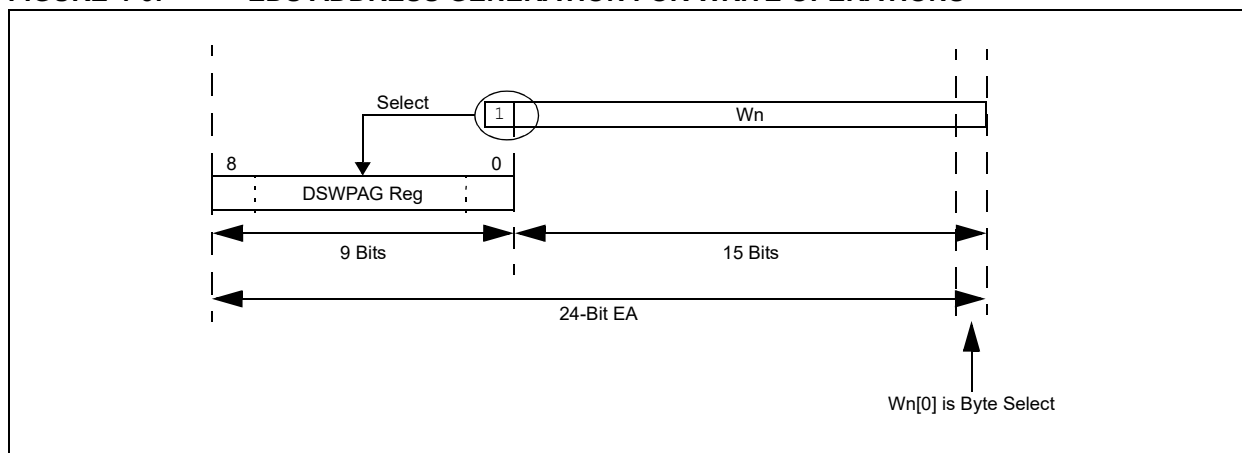 Select
1
Wn
8
0
DSWPAG Reg
9 Bits
15 Bits
24-Bit EA
Wn[0] is Byte Select